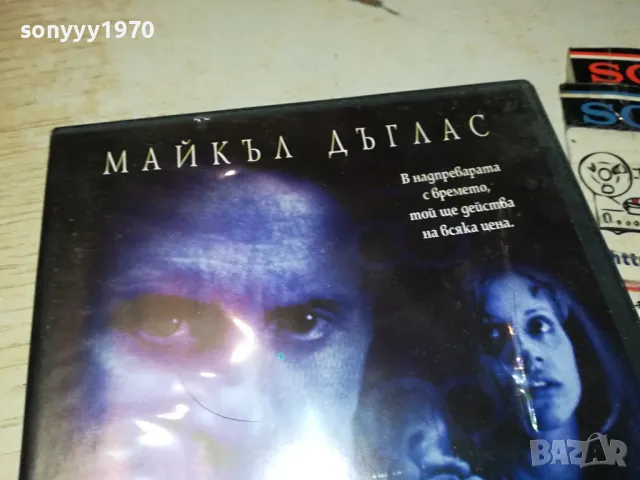 sonyyy1970
МАЙКЪЛ ДЪГЛАС
В надпреварата
с времето,
той ще действа
на всяка цена.
BAZAR